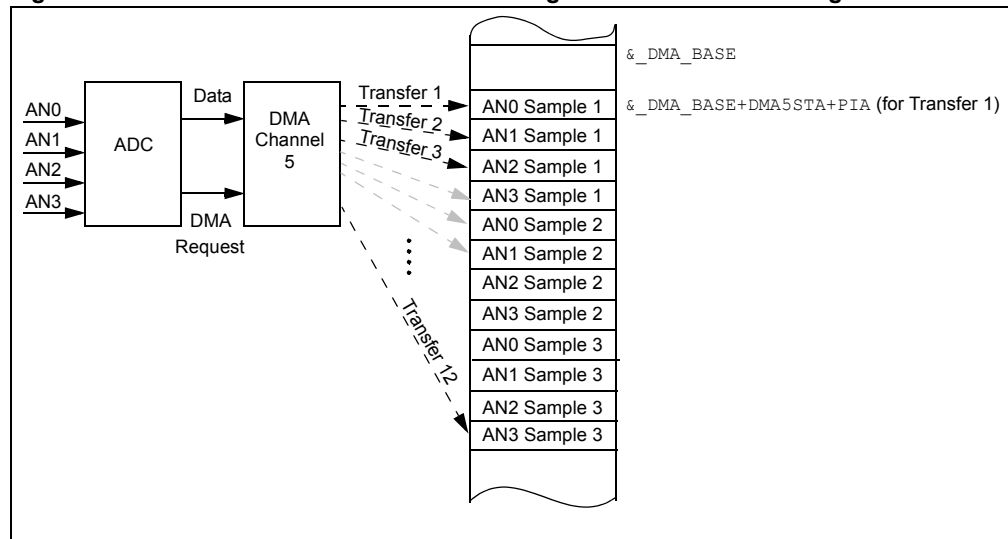 &_DMA_BASE
AN0
AN1
AN2
AN3
ADC
Data
DMA
Request
DMA
Channel
5
Transfer 1
Transfer 2
Transfer 3
Transfer 12
AN0 Sample 1
&_DMA_BASE+DMA5STA+PIA (for Transfer 1)
AN1 Sample 1
AN2 Sample 1
AN3 Sample 1
AN0 Sample 2
AN1 Sample 2
AN2 Sample 2
AN3 Sample 2
AN0 Sample 3
AN1 Sample 3
AN2 Sample 3
AN3 Sample 3